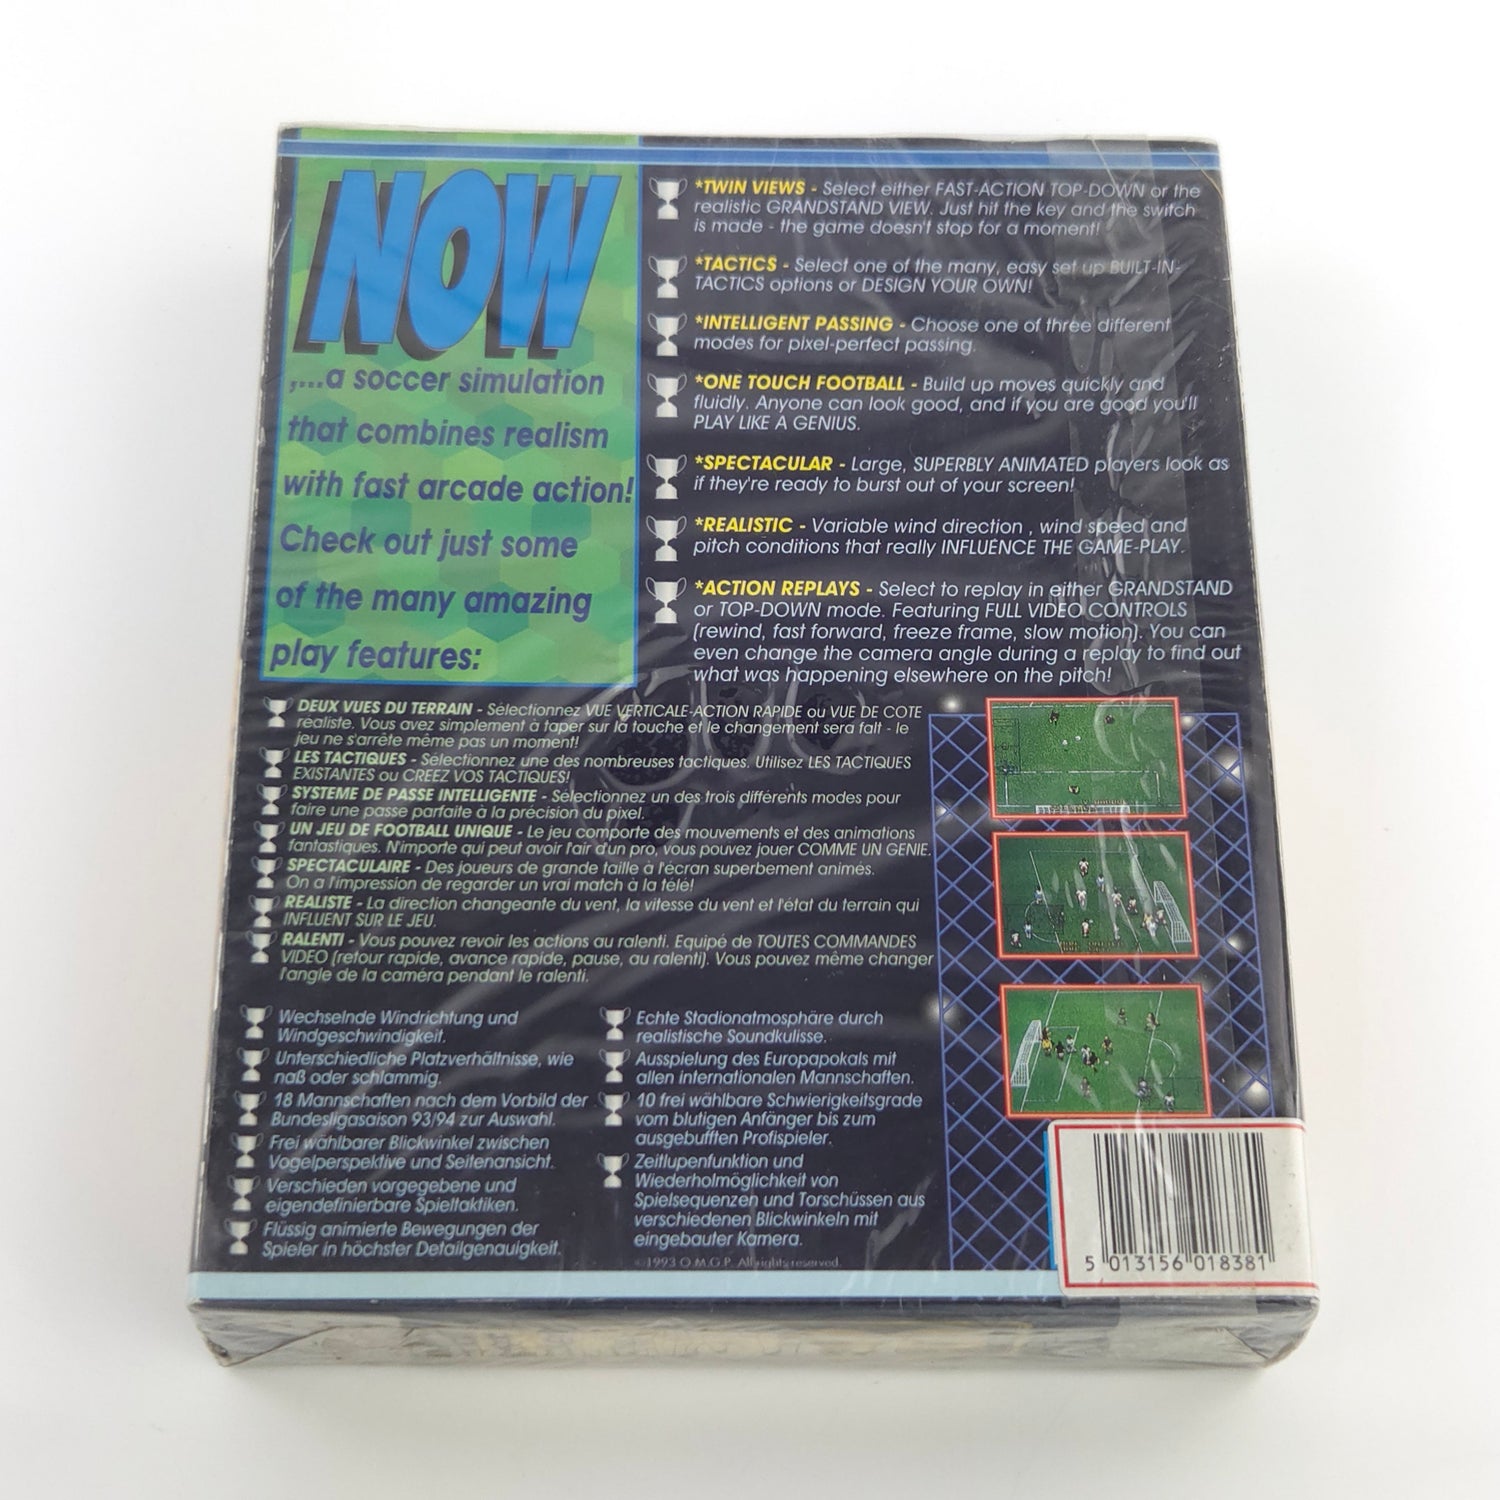 NOW
,...a soccer simulation
that combines realism
with fast arcade action!
Check out just some
of the many amazing
play features:
*TWIN VIEWS - Select either FAST-ACTION TOP-DOWN or the
realistic GRANDSTAND VIEW. Just hit the key and the switch
is made - the game doesn't stop for a moment!
*TACTICS - Select one of the many, easy set up BUILT-IN-
TACTICS options or DESIGN YOUR OWN!
*INTELLIGENT PASSING - Choose one of three different
modes for pixel-perfect passing.
*ONE TOUCH FOOTBALL - Build up moves quickly and
fluidly. Anyone can look good, and if you are good you'll
PLAY LIKE A GENIUS.
*SPECTACULAR - Large, SUPERBLY ANIMATED players look as
if they're ready to burst out of your screen!
*REALISTIC - Variable wind direction , wind speed and
pitch conditions that really INFLUENCE THE GAME-PLAY.
*ACTION REPLAYS - Select to replay in either GRANDSTAND
or TOP-DOWN mode. Featuring FULL VIDEO CONTROLS
(rewind, fast forward, freeze frame, slow motion). You can
even change the camera angle during a replay to find out
what was happening elsewhere on the pitch!
DEUX VUES DU TERRAIN - Sélectionnez VUE VERTICALE-ACTION RAPIDE ou VUE DE COTE
réaliste. Vous avez simplement à taper sur la touche et le changement sera fait - le
jeu ne s'arrête même pas un moment!
LES TACTIQUES - Sélectionnez une des nombreuses tactiques. Utilisez LES TACTIQUES
EXISTANTES ou CREEZ VOS TACTIQUES!
SYSTEME DE PASSE INTELLIGENTE - Sélectionnez un des trois différents modes pour
faire une passe parfaite à la précision du pixel.
UN JEU DE FOOTBALL UNIQUE - Le jeu comporte des mouvements et des animations
fantastiques. N'importe qui peut avoir l'air d'un pro, vous pouvez jouer COMME UN GENIE.
SPECTACULAIRE - Des joueurs de grande taille à l'écran superbement animés.
On a l'impression de regarder un vrai match à la télé!
REALISTE - La direction changeante du vent, la vitesse du vent et l'état du terrain qui
INFLUENT SUR LE JEU.
RALENTI - Vous pouvez revoir les actions au ralenti. Equipé de TOUTES COMMANDES
VIDEO (retour rapide, avance rapide, pause, au ralenti). Vous pouvez même changer
l'angle de la caméra pendant le ralenti.
Wechselnde Windrichtung und
Windgeschwindigkeit.
Unterschiedliche Platzverhältnisse, wie
naß oder schlammig.
18 Mannschaften nach dem Vorbild der
Bundesligasaison 93/94 zur Auswahl.
Frei wählbarer Blickwinkel zwischen
Vogelperspektive und Seitenansicht.
Verschieden vorgegebene und
eigendefinierbare Spieltaktiken.
Flüssig animierte Bewegungen der
Spieler in höchster Detailgenauigkeit.
Echte Stadionatmosphäre durch
realistische Soundkulisse.
Ausspielung des Europapokals mit
allen internationalen Mannschaften.
10 frei wählbare Schwierigkeitsgrade
vom blutigen Anfänger bis zum
ausgebufften Profispieler.
Zeitlupenfunktion und
Wiederholmöglichkeit von
Spielsequenzen und Torschüssen aus
verschiedenen Blickwinkeln mit
eingebauter Kamera.
©1993 O.M.G.P. All rights reserved.
5 013156 018381